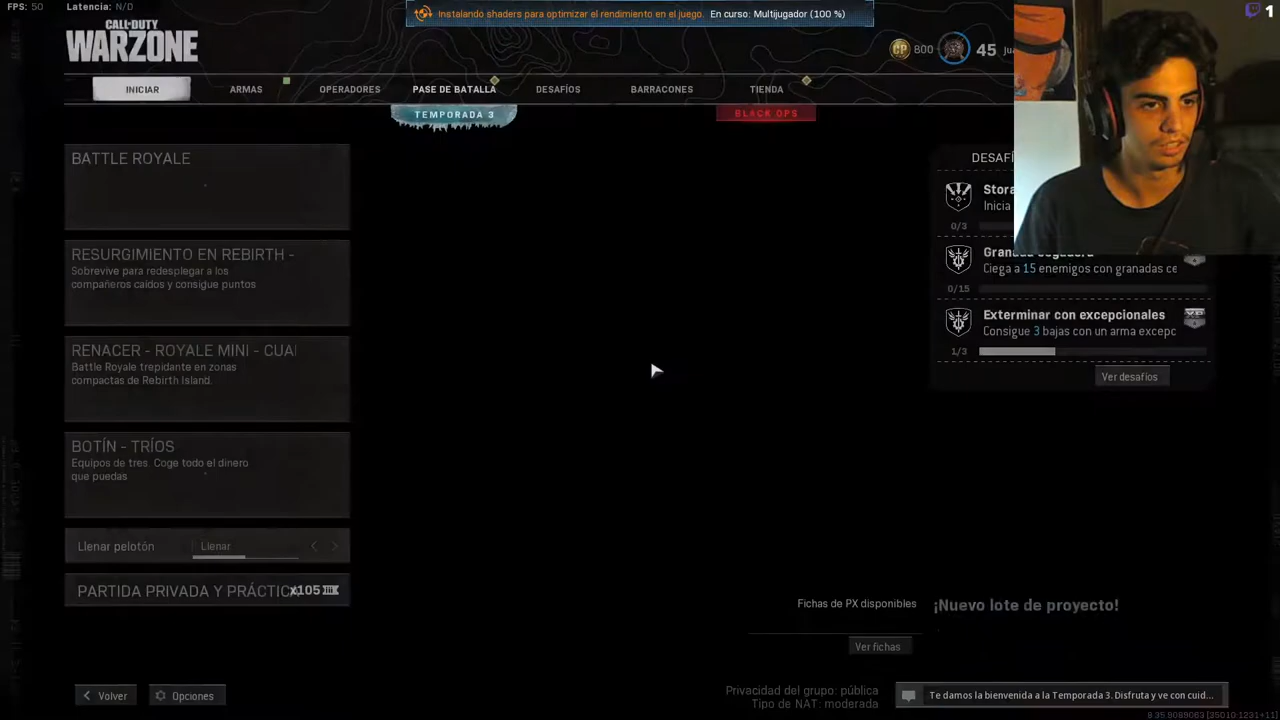 FPS: 50 Latencia: N/D
Instalando shaders para optimizar el rendimiento en el juego. En curso: Multijugador (100 %)
1
CALL·DUTY
WARZONE
CP 800 45
INICIAR ARMAS OPERADORES PASE DE BATALLA DESAFÍOS BARRACONES TIENDA
TEMPORADA 3 BLACK OPS
BATTLE ROYALE
RESURGIMIENTO EN REBIRTH -
Sobrevive para redesplegar a los
compañeros caídos y consigue puntos
RENACER - ROYALE MINI - CUAI
Battle Royale trepidante en zonas
compactas de Rebirth Island.
BOTÍN - TRÍOS
Equipos de tres. Coge todo el dinero
que puedas
Llenar pelotón Llenar
PARTIDA PRIVADA Y PRÁCTIC x105
DESAFÍ
Stora
Inicia
0/3
Ciega a 15 enemigos con granadas ce
0/15
Exterminar con excepcionales
XP
Consigue 3 bajas con un arma excepc
1/3
Ver desafíos
Fichas de PX disponibles
¡Nuevo lote de proyecto!
Ver fichas
Volver Opciones
Privacidad del grupo: pública
Tipo de NAT: moderada
Te damos la bienvenida a la Temporada 3. Disfruta y ve con cuid...